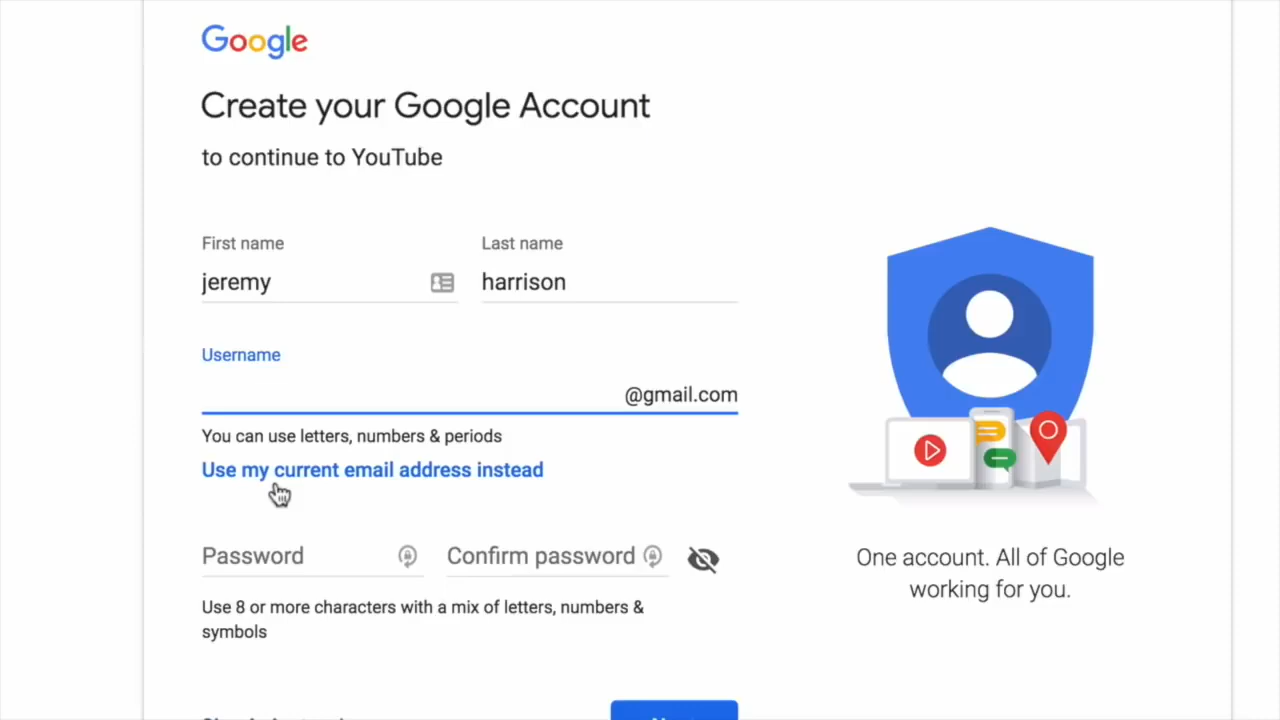 Google
Create your Google Account
to continue to YouTube
First name
Last name
jeremy
harrison
Username
@gmail.com
You can use letters, numbers & periods
Use my current email address instead
Password
Confirm password
Use 8 or more characters with a mix of letters, numbers &
symbols
One account. All of Google
working for you.